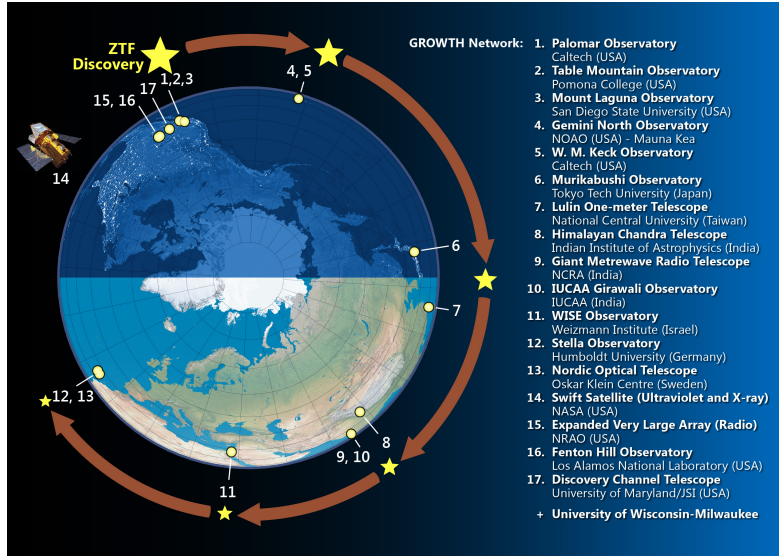 ZTF
Discovery
GROWTH Network:
1. Palomar Observatory
Caltech (USA)
2. Table Mountain Observatory
Pomona College (USA)
3. Mount Laguna Observatory
San Diego State University (USA)
4. Gemini North Observatory
NOAO (USA) - Mauna Kea
5. W. M. Keck Observatory
Caltech (USA)
6. Murikabushi Observatory
Tokyo Tech University (Japan)
7. Lulin One-meter Telescope
National Central University (Taiwan)
8. Himalayan Chandra Telescope
Indian Institute of Astrophysics (India)
9. Giant Metrewave Radio Telescope
NCRA (India)
10. IUCAA Girawali Observatory
IUCAA (India)
11. WISE Observatory
Weizmann Institute (Israel)
12. Stella Observatory
Humboldt University (Germany)
13. Nordic Optical Telescope
Oskar Klein Centre (Sweden)
14. Swift Satellite (Ultraviolet and X-ray)
NASA (USA)
15. Expanded Very Large Array (Radio)
NRAO (USA)
16. Fenton Hill Observatory
Los Alamos National Laboratory (USA)
17. Discovery Channel Telescope
University of Maryland/JSI (USA)
+ University of Wisconsin-Milwaukee
1,2,3
17
15, 16
4, 5
14
6
7
8
9, 10
11
12, 13